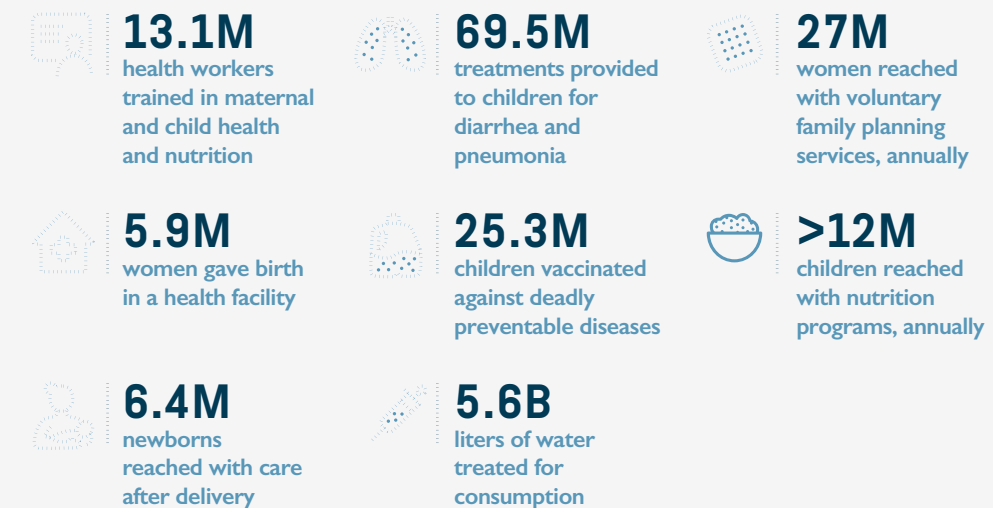 13.1M
health workers
trained in maternal
and child health
and nutrition
69.5M
treatments provided
to children for
diarrhea and
pneumonia
27M
women reached
with voluntary
family planning
services, annually
5.9M
women gave birth
in a health facility
25.3M
children vaccinated
against deadly
preventable diseases
>12M
children reached
with nutrition
programs, annually
6.4M
newborns
reached with care
after delivery
5.6B
liters of water
treated for
consumption